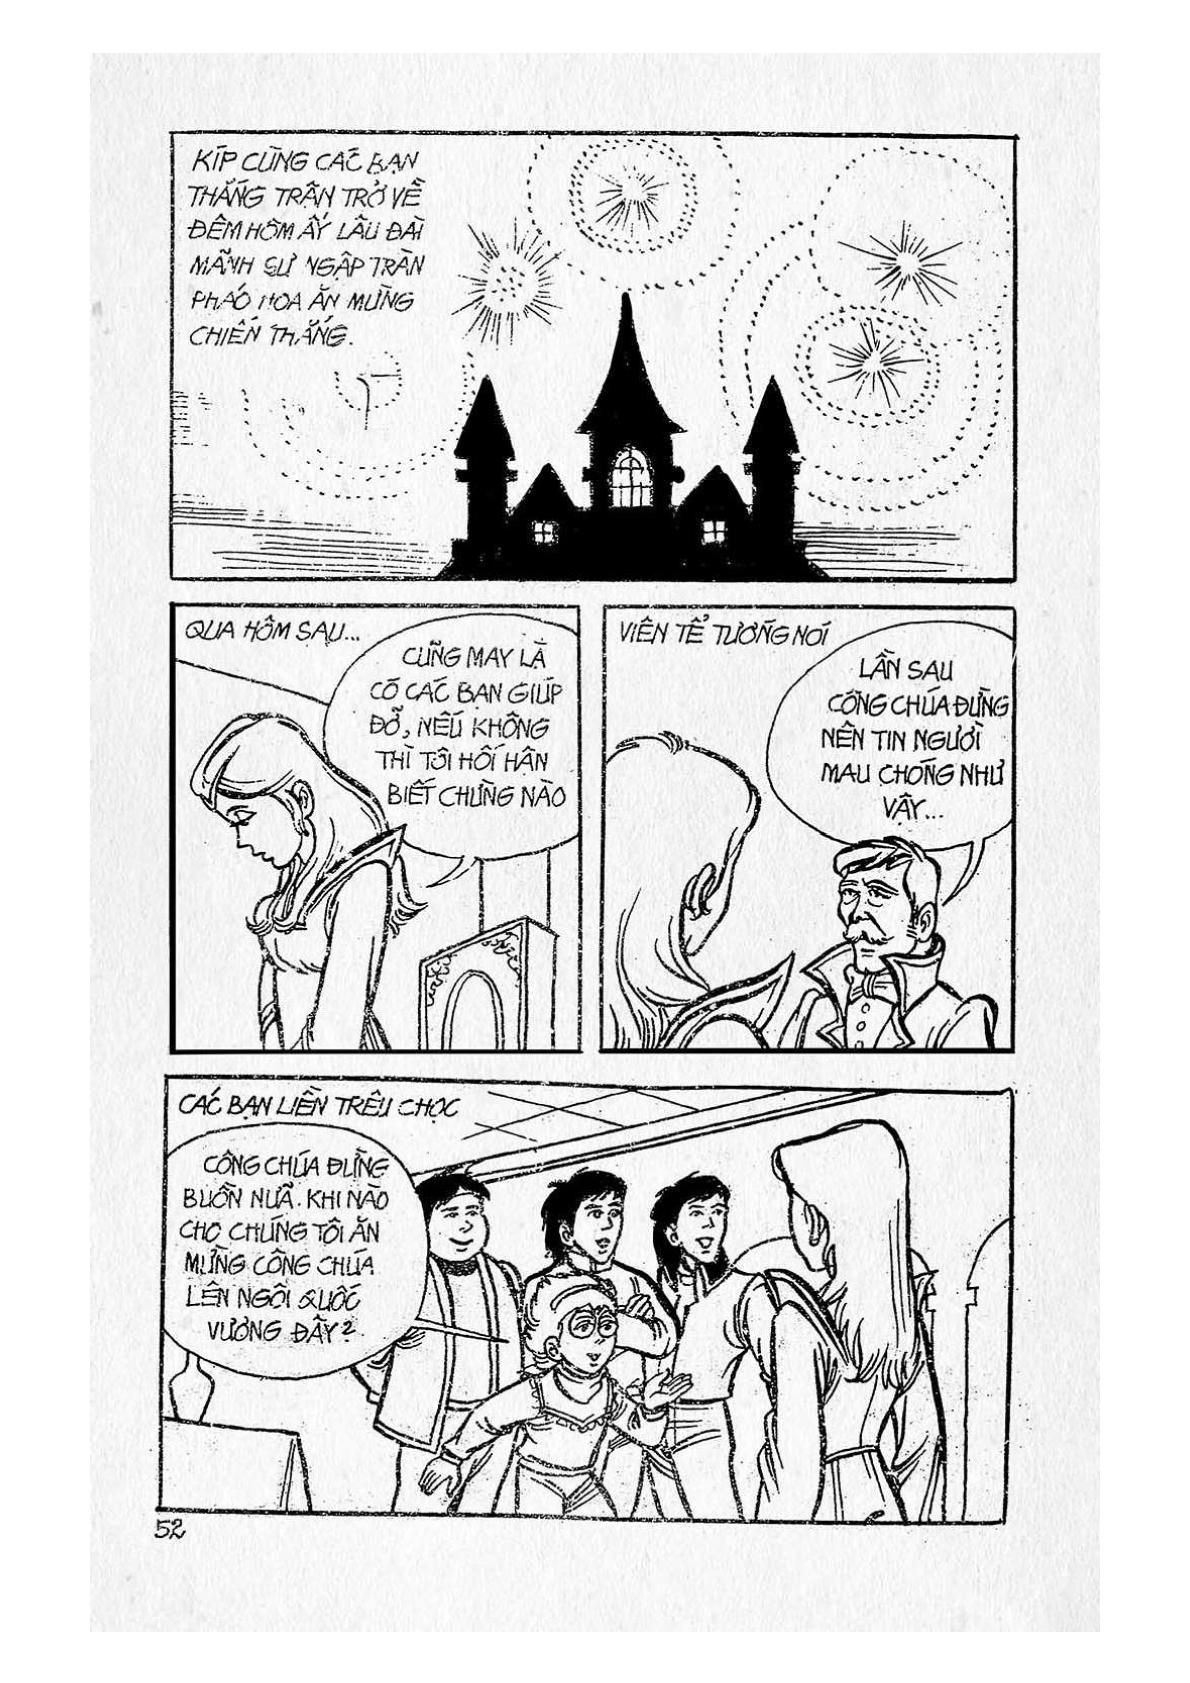 KÍP CÙNG CÁC BẠN
THẮNG TRẬN TRỞ VỀ
ĐÊM HÔM ẤY LÂU ĐÀI
MÃNH SƯ NGẬP TRÀN
PHÁO HOA ĂN MỪNG
CHIẾN THẮNG.
QUA HÔM SAU...
CŨNG MAY LÀ
CÓ CÁC BẠN GIÚP
ĐỠ, NẾU KHÔNG
THÌ TÔI HỐI HẬN
BIẾT CHỪNG NÀO
VIÊN TỂ TƯỚNG NÓI
LẦN SAU
CÔNG CHÚA ĐỪNG
NÊN TIN NGƯỜI
MAU CHÓNG NHƯ
VẬY...
CÁC BẠN LIỀN TRÊU CHỌC
CÔNG CHÚA ĐỪNG
BUỒN NỮA. KHI NÀO
CHO CHÚNG TÔI ĂN
MỪNG CÔNG CHÚA
LÊN NGÔI QUỐC
VƯƠNG ĐÂY?
52